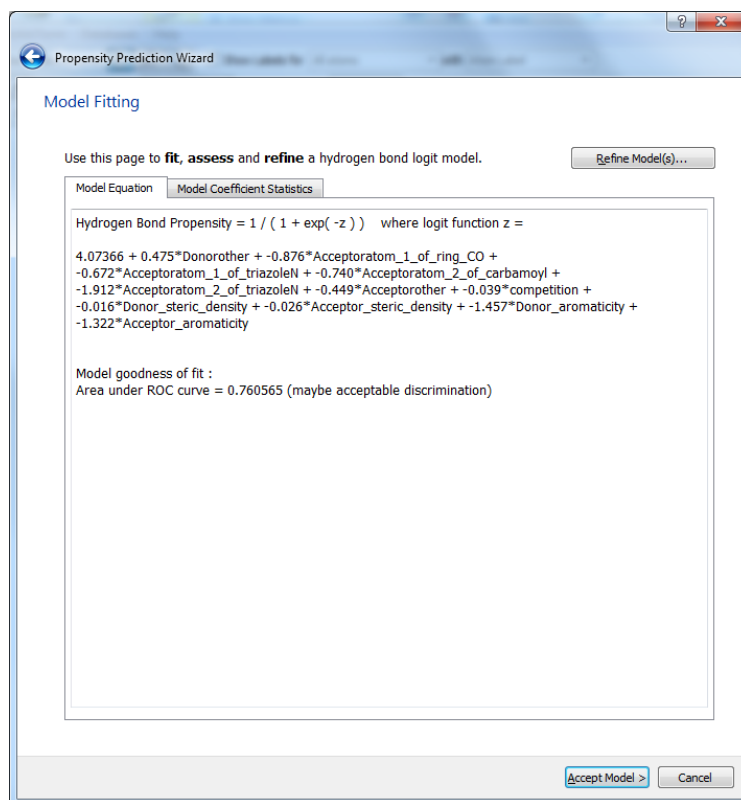 ?
X
Propensity Prediction Wizard
Model Fitting
Use this page to fit, assess and refine a hydrogen bond logit model.
Refine Model(s)...
Model Equation
Model Coefficient Statistics
Hydrogen Bond Propensity = 1 / ( 1 + exp( -z ) ) where logit function z =
4.07366 + 0.475*Donorother + -0.876*Acceptoratom_1_of_ring_CO +
-0.672*Acceptoratom_1_of_triazoleN + -0.740*Acceptoratom_2_of_carbamoyl +
-1.912*Acceptoratom_2_of_triazoleN + -0.449*Acceptorother + -0.039*competition +
-0.016*Donor_steric_density + -0.026*Acceptor_steric_density + -1.457*Donor_aromaticity +
-1.322*Acceptor_aromaticity
Model goodness of fit :
Area under ROC curve = 0.760565 (maybe acceptable discrimination)
Accept Model >
Cancel